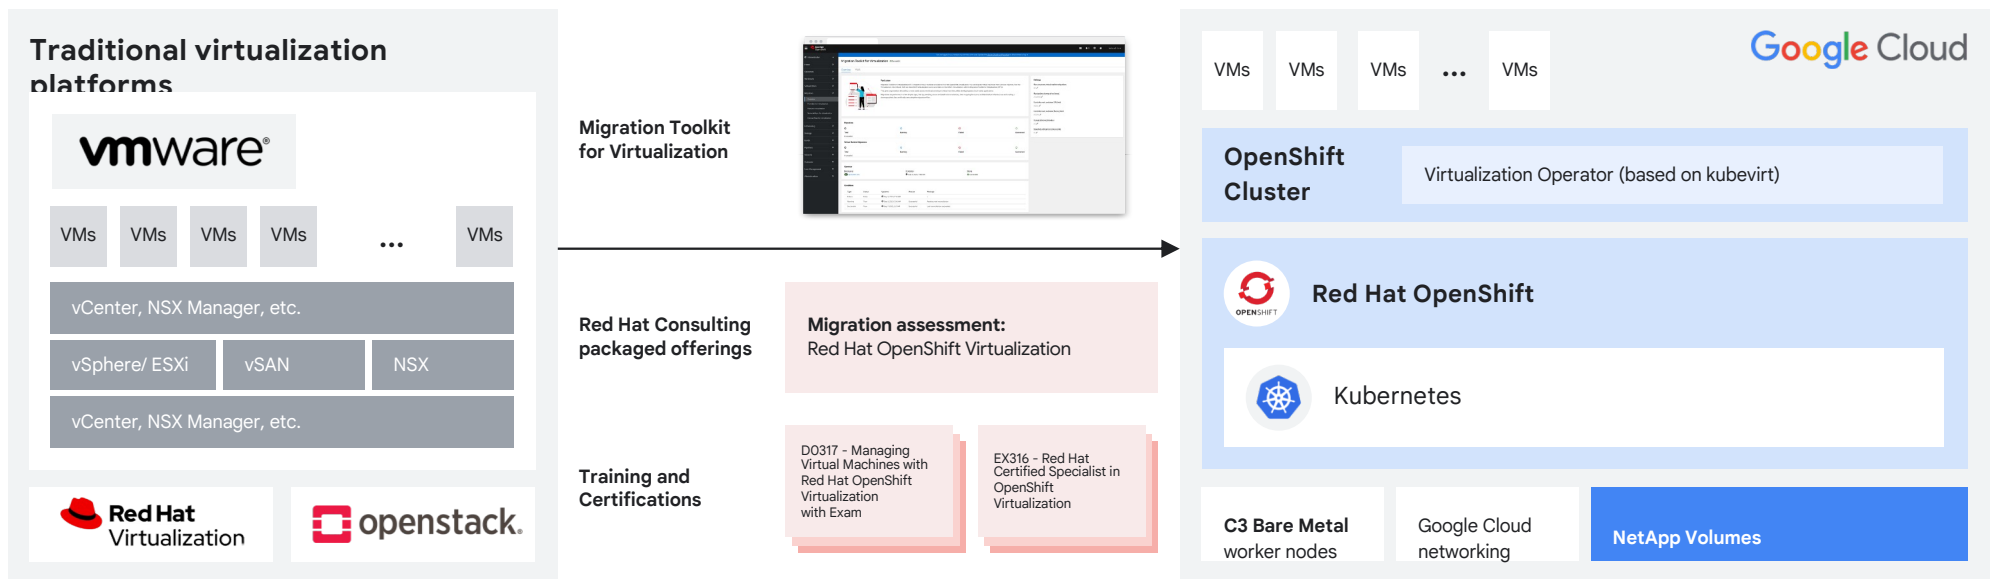 Traditional virtualization
platforms
vmware®
VMs VMs VMs VMs ... VMs
vCenter, NSX Manager, etc.
vSphere/ ESXi vSAN NSX
vCenter, NSX Manager, etc.
Red Hat
Virtualization
openstack.
Migration Toolkit
for Virtualization
Red Hat Consulting
packaged offerings
Migration assessment:
Red Hat OpenShift Virtualization
Training and
Certifications
DO317 - Managing
Virtual Machines with
Red Hat OpenShift
Virtualization
with Exam
EX316 - Red Hat
Certified Specialist in
OpenShift
Virtualization
VMs VMs VMs ... VMs
Google Cloud
OpenShift
Cluster
Virtualization Operator (based on kubevirt)
OPENSHIFT
Red Hat OpenShift
Kubernetes
C3 Bare Metal
worker nodes
Google Cloud
networking
NetApp Volumes